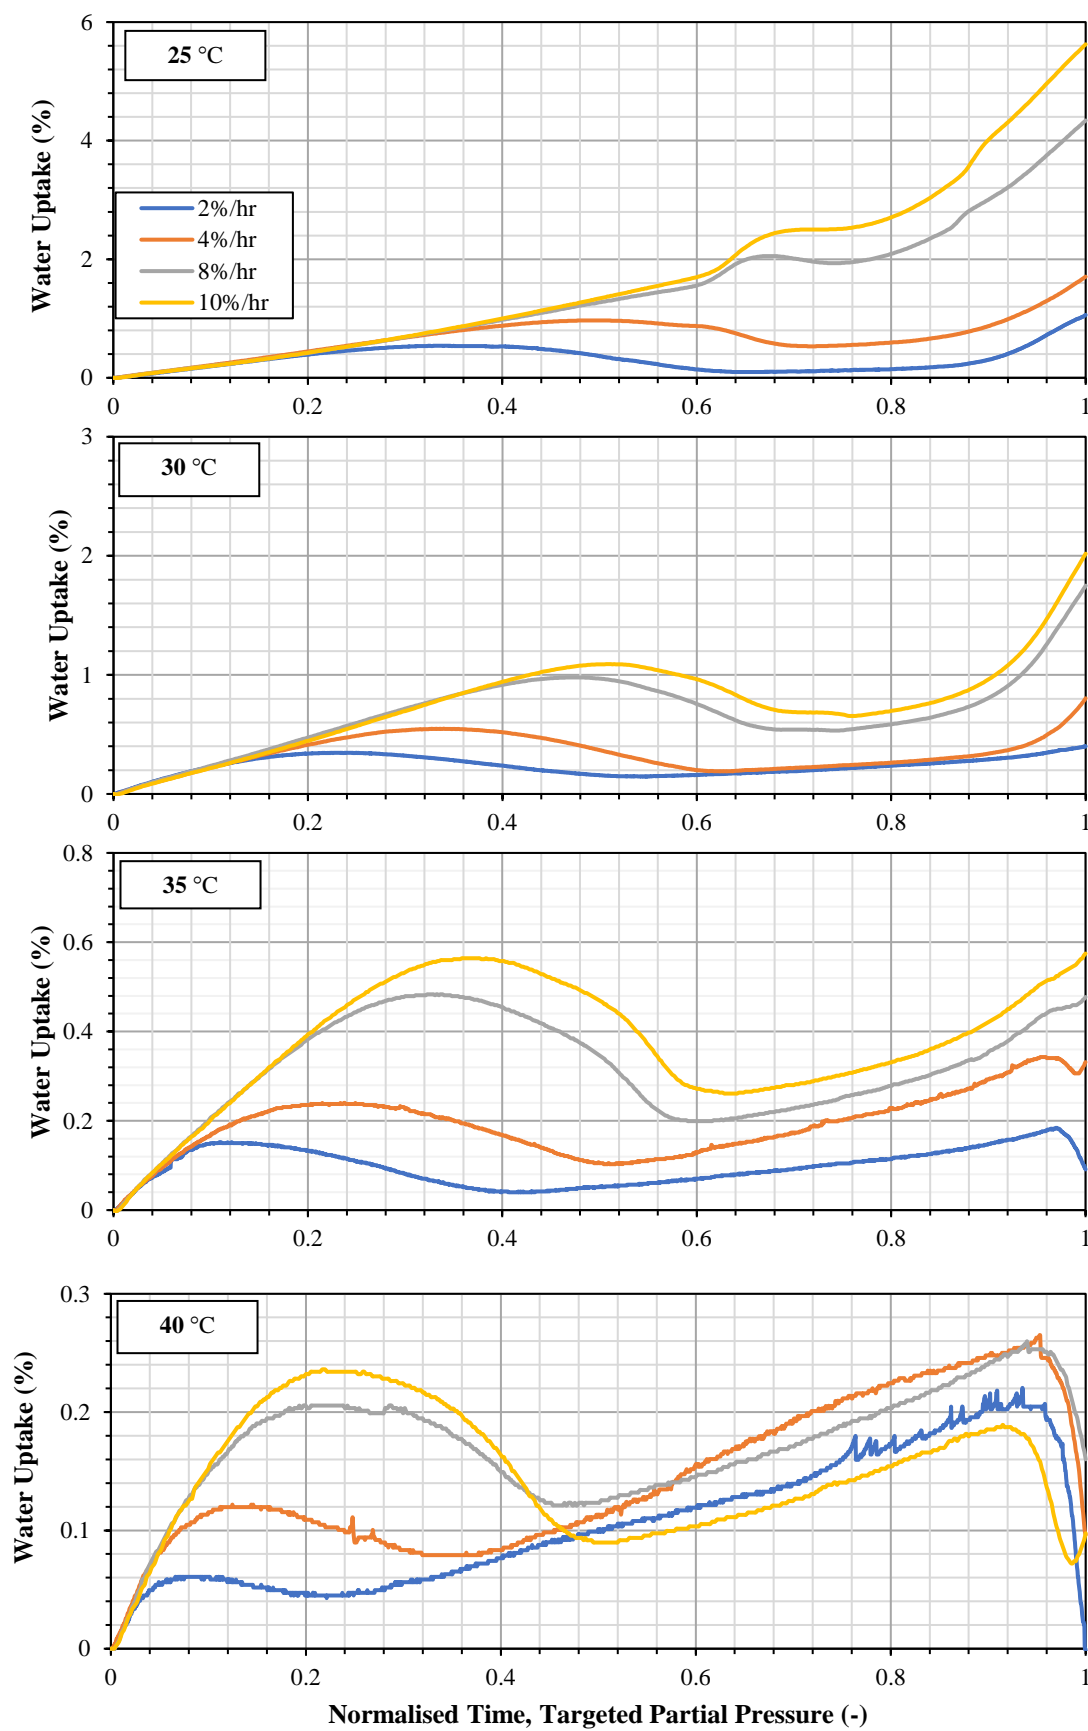 25 °C
Water Uptake (%)
6
4
2
0
2%/hr
4%/hr
8%/hr
10%/hr
0 0.2 0.4 0.6 0.8 1
30 °C
Water Uptake (%)
3
2
1
0
0 0.2 0.4 0.6 0.8 1
35 °C
Water Uptake (%)
0.8
0.6
0.4
0.2
0
0 0.2 0.4 0.6 0.8 1
40 °C
Water Uptake (%)
0.3
0.2
0.1
0
0 0.2 0.4 0.6 0.8 1
Normalised Time, Targeted Partial Pressure (-)